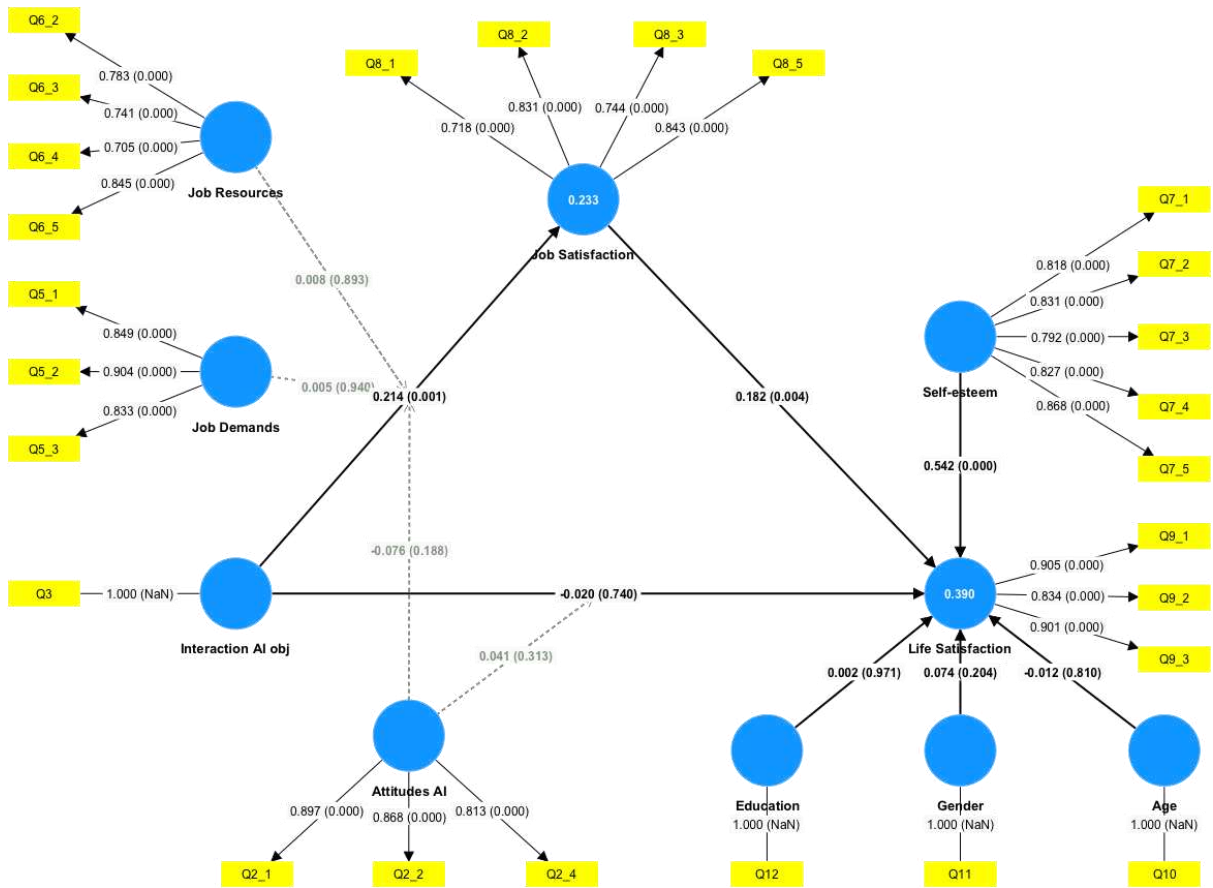 Q6_2
Q8_2
Q8_3
Q8_1
Q8_5
0.783 (0.000)
Q6_3
0.741 (0.000)
0.831 (0.000)
0.744 (0.000)
0.718 (0.000)
0.843 (0.000)
Q6_4
0.705 (0.000)
0.845 (0.000)
Job Resources
Q6_5
0.233
Job Satisfaction
Q7_1
0.818 (0.000)
Q7_2
0.008 (0.893)
Q5_1
0.831 (0.000)
0.849 (0.000)
0.792 (0.000)
Q7_3
Q5_2
0.904 (0.000)
0.827 (0.000)
0.005 (0.940)
0.214 (0.001)
0.182 (0.004)
Self-esteem
0.868 (0.000)
Q7_4
0.833 (0.000)
Job Demands
Q5_3
0.542 (0.000)
Q7_5
Q9_1
-0.076 (0.188)
0.905 (0.000)
Q3
1.000 (NaN)
-0.020 (0.740)
0.390
0.834 (0.000)
Q9_2
0.901 (0.000)
Interaction AI obj
Life Satisfaction
0.041 (0.313)
Q9_3
0.002 (0.971)
0.074 (0.204)
-0.012 (0.810)
Attitudes AI
Education
Gender
Age
0.897 (0.000)
0.868 (0.000)
0.813 (0.000)
1.000 (NaN)
1.000 (NaN)
1.000 (NaN)
Q2_1
Q2_2
Q2_4
Q12
Q11
Q10